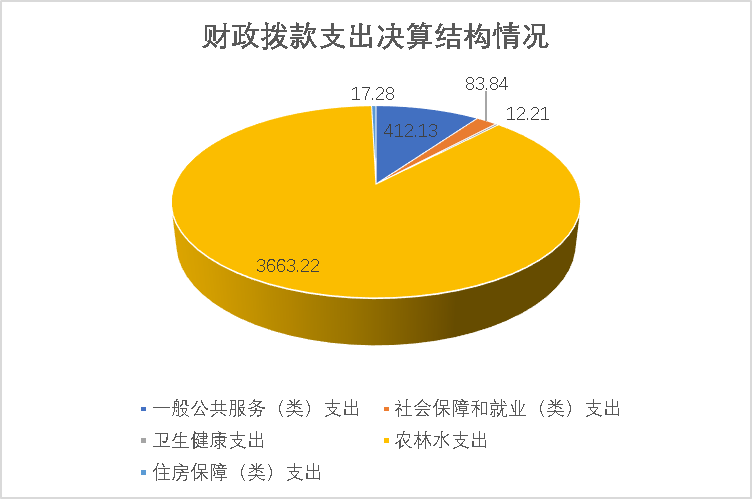 财政拨款支出决算结构情况
17.28
83.84
412.13
12.21
3663.22
一般公共服务（类）支出
社会保障和就业（类）支出
卫生健康支出
农林水支出
住房保障（类）支出